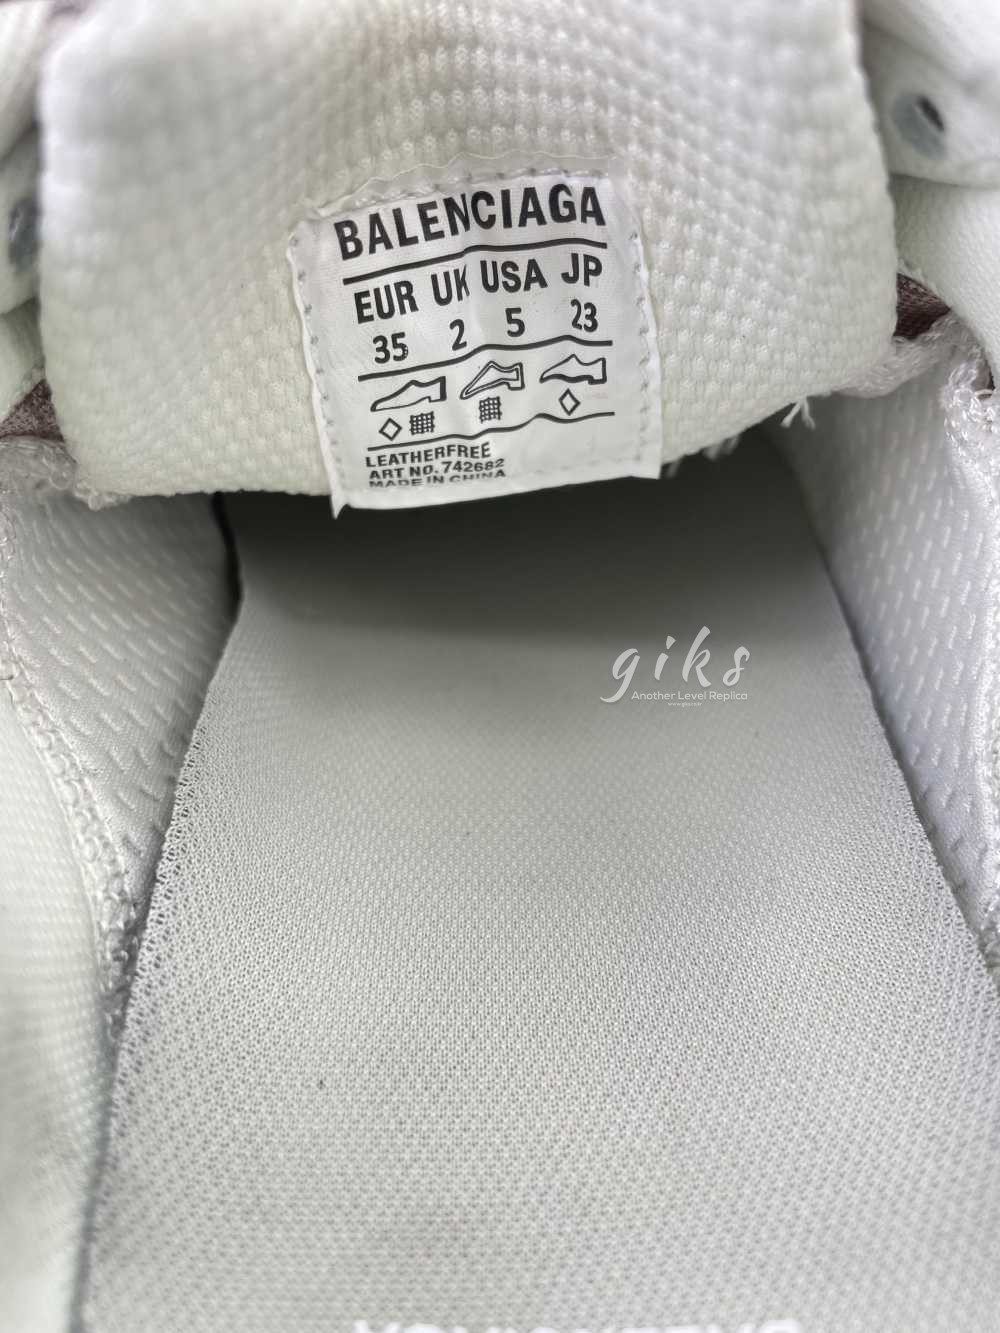 BALENCIAGA
EUR UK USA JP
35 2 5 23
LEATHERFREE
ART NO. 742682
MADE IN CHINA
giks
Another Level Replica